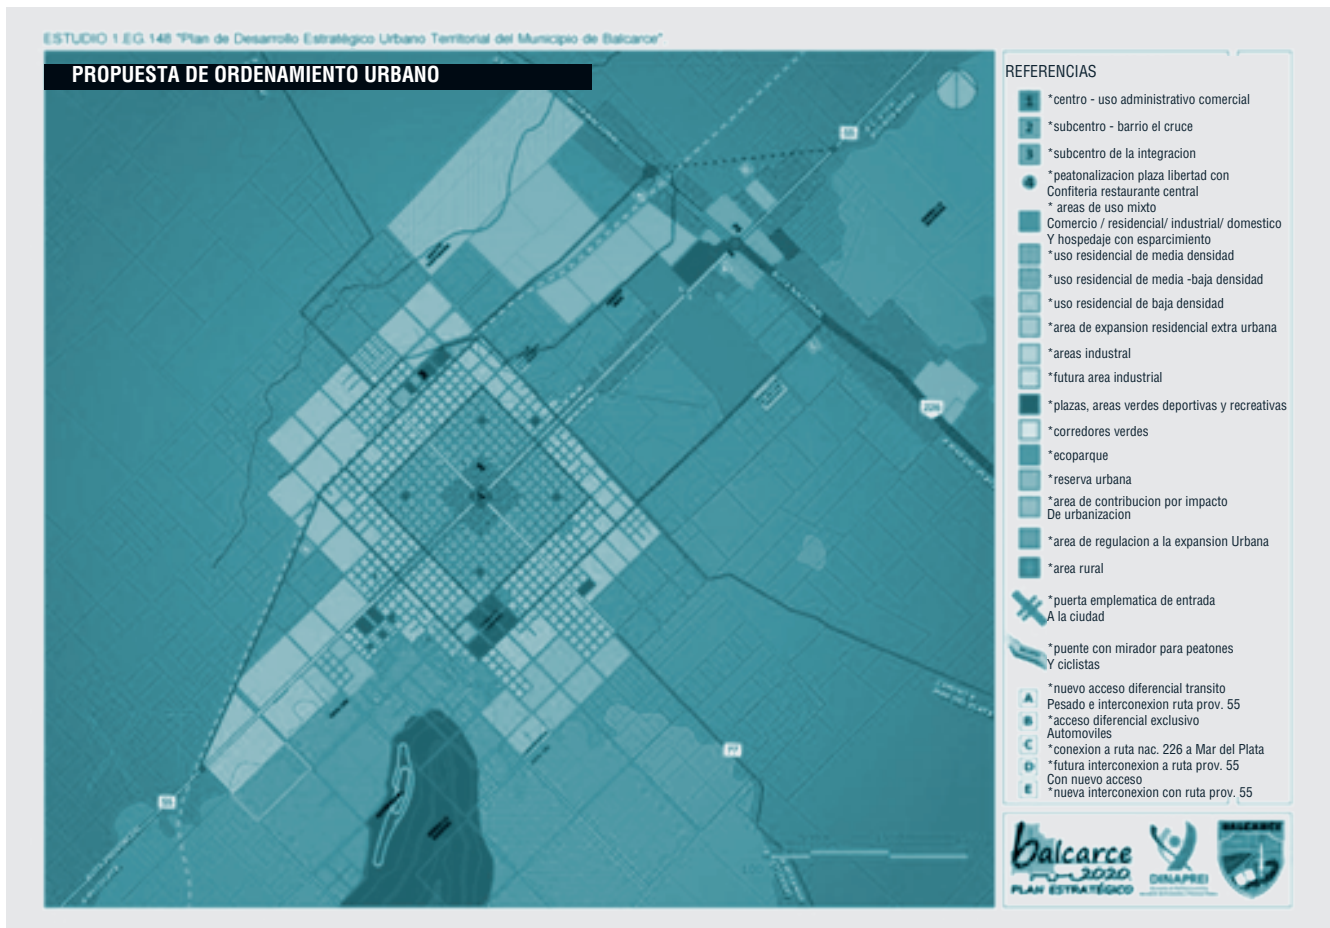 ESTUDIO 1.EG.148 "Plan de Desarrollo Estratégico Urbano Territorial del Municipio de Balcarce"
PROPUESTA DE ORDENAMIENTO URBANO
55
226
77
55
REFERENCIAS
1 *centro - uso administrativo comercial
2 *subcentro - barrio el cruce
3 *subcentro de la integracion
4 *peatonalizacion plaza libertad con
Confiteria restaurante central
* areas de uso mixto
Comercio / residencial/ industrial/ domestico
Y hospedaje con esparcimiento
*uso residencial de media densidad
*uso residencial de media -baja densidad
*uso residencial de baja densidad
*area de expansion residencial extra urbana
*areas industrial
*futura area industrial
*plazas, areas verdes deportivas y recreativas
*corredores verdes
*ecoparque
*reserva urbana
*area de contribucion por impacto
De urbanizacion
*area de regulacion a la expansion Urbana
*area rural
*puerta emplematica de entrada
A la ciudad
*puente con mirador para peatones
Y ciclistas
A *nuevo acceso diferencial transito
Pesado e interconexion ruta prov. 55
B *acceso diferencial exclusivo
Automoviles
C *conexion a ruta nac. 226 a Mar del Plata
D *futura interconexion a ruta prov. 55
Con nuevo acceso
E *nueva interconexion con ruta prov. 55
balcarce
2020
PLAN ESTRATÉGICO
DINAPREI
BALCARCE